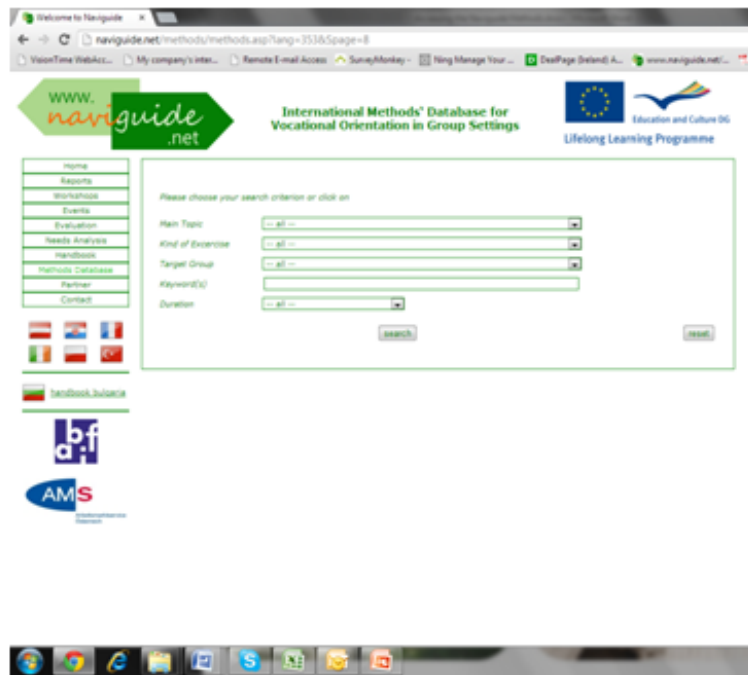 Welcome to Naviguide
naviguide.net/methods/methods.asp?lang=353&Spage=8
VisionTime WebAcc... My company's inter... Remote E-mail Access SurveyMonkey - Ning Manage Your ... DealPage (Ireland) A... www.naviguide.net/...
www.
naviguide
.net
International Methods' Database for
Vocational Orientation in Group Settings
Education and Culture DG
Lifelong Learning Programme
Home
Reports
Workshops
Events
Evaluation
Needs Analysis
Handbook
Methods Database
Partner
Contact
handbook bulgaria
Please choose your search criterion or click on
Main Topic -- all --
Kind of Excercise -- all --
Target Group -- all --
Keyword(s)
Duration -- all --
search reset
abif
AMS